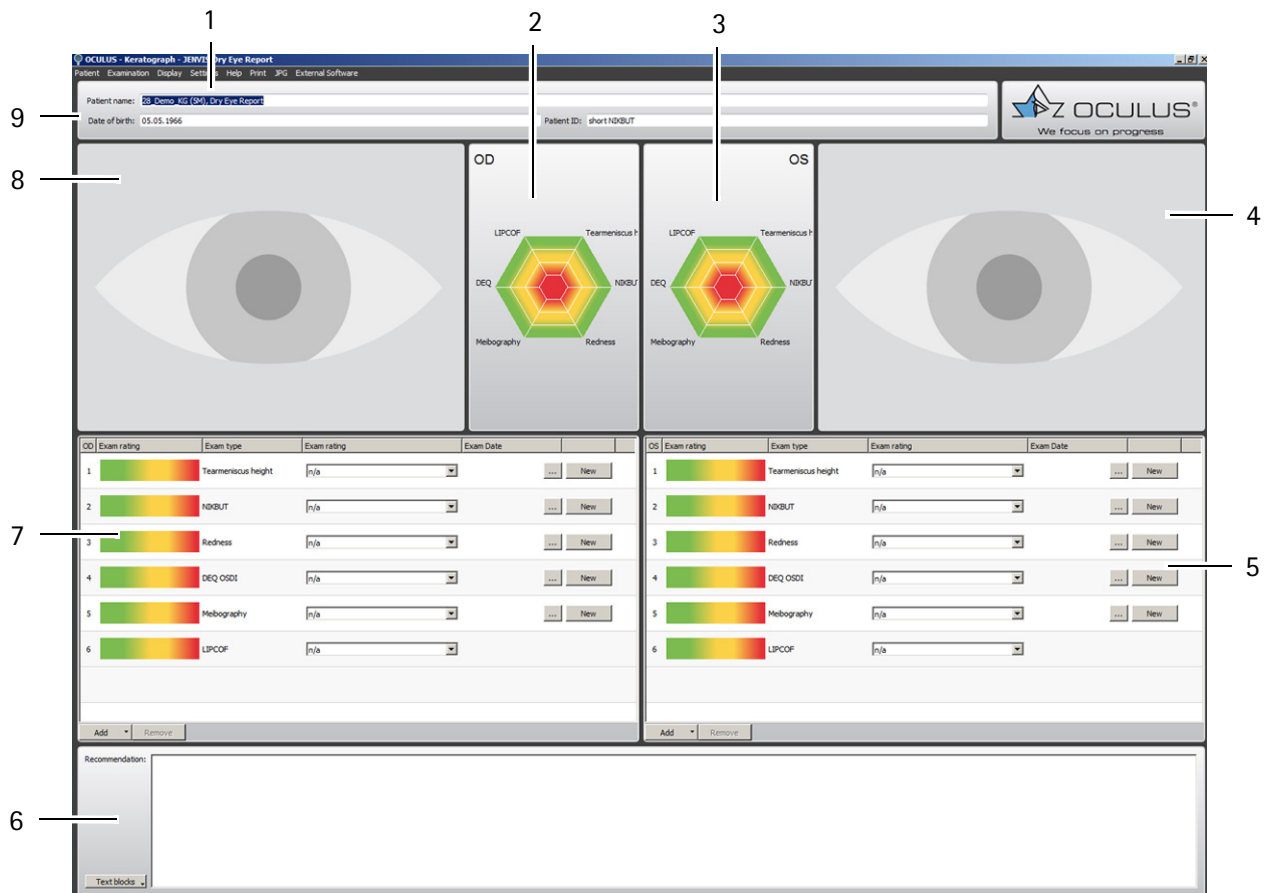 1 2 3
OCULUS - Keratograph - JENVIS Dry Eye Report
Patient Examination Display Settings Help Print JPG External Software
Patient name: 28_Demo_KG (SM), Dry Eye Report
9 Date of birth: 05.05.1966 Patient ID: short NIXBUT
OCULUS®
We focus on progress
8
OD
OS
4
LIPCOF Tearmeniscus h
DEQ NIXBU
Meibography Redness
LIPCOF Tearmeniscus h
DEQ NIXBU
Meibography Redness
OD Exam rating Exam type Exam rating Exam Date
1 Tearmeniscus height n/a ... New
2 NIXBUT n/a ... New
7
3 Redness n/a ... New
4 DEQ OSDI n/a ... New
5 Meibography n/a ... New
6 LIPCOF n/a
Add Remove
OS Exam rating Exam type Exam rating Exam Date
1 Tearmeniscus height n/a ... New
2 NIXBUT n/a ... New
3 Redness n/a ... New
5
4 DEQ OSDI n/a ... New
5 Meibography n/a ... New
6 LIPCOF n/a
Add Remove
Recommendation:
6
Text blocks